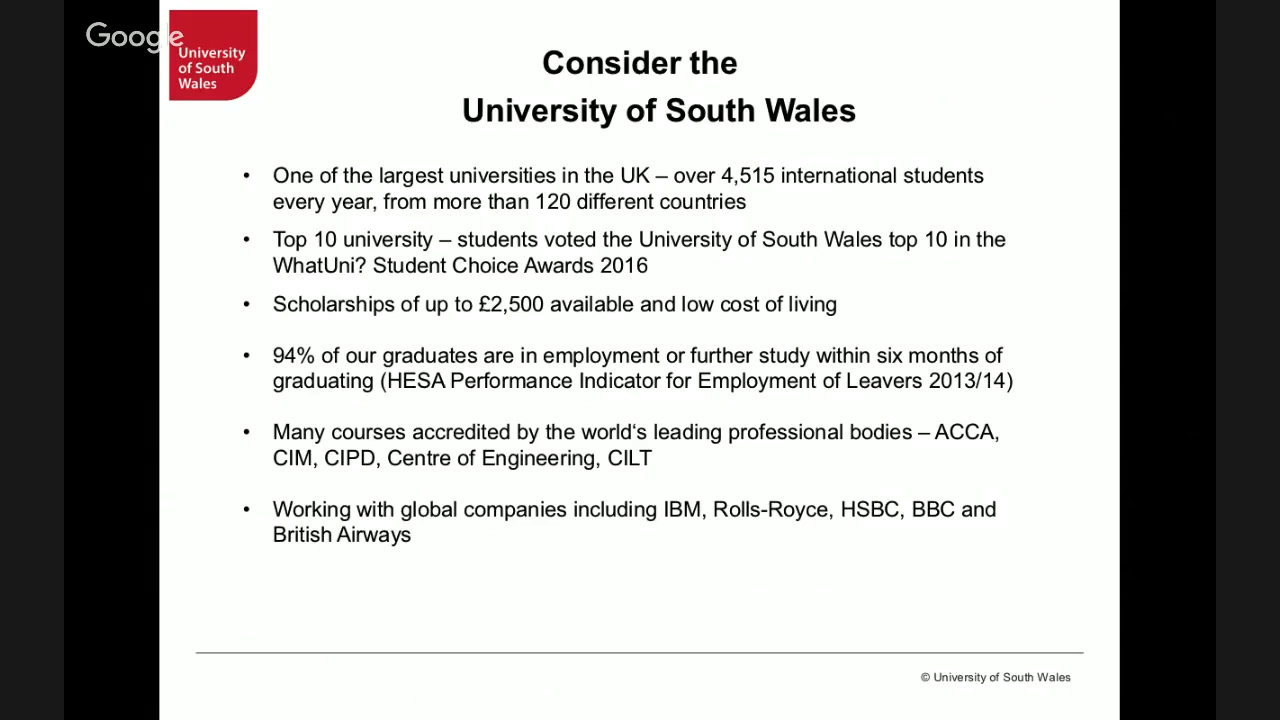 Google
University
of South
Wales
Consider the
University of South Wales
• One of the largest universities in the UK – over 4,515 international students
every year, from more than 120 different countries
• Top 10 university – students voted the University of South Wales top 10 in the
WhatUni? Student Choice Awards 2016
• Scholarships of up to £2,500 available and low cost of living
• 94% of our graduates are in employment or further study within six months of
graduating (HESA Performance Indicator for Employment of Leavers 2013/14)
• Many courses accredited by the world‘s leading professional bodies – ACCA,
CIM, CIPD, Centre of Engineering, CILT
• Working with global companies including IBM, Rolls-Royce, HSBC, BBC and
British Airways
© University of South Wales